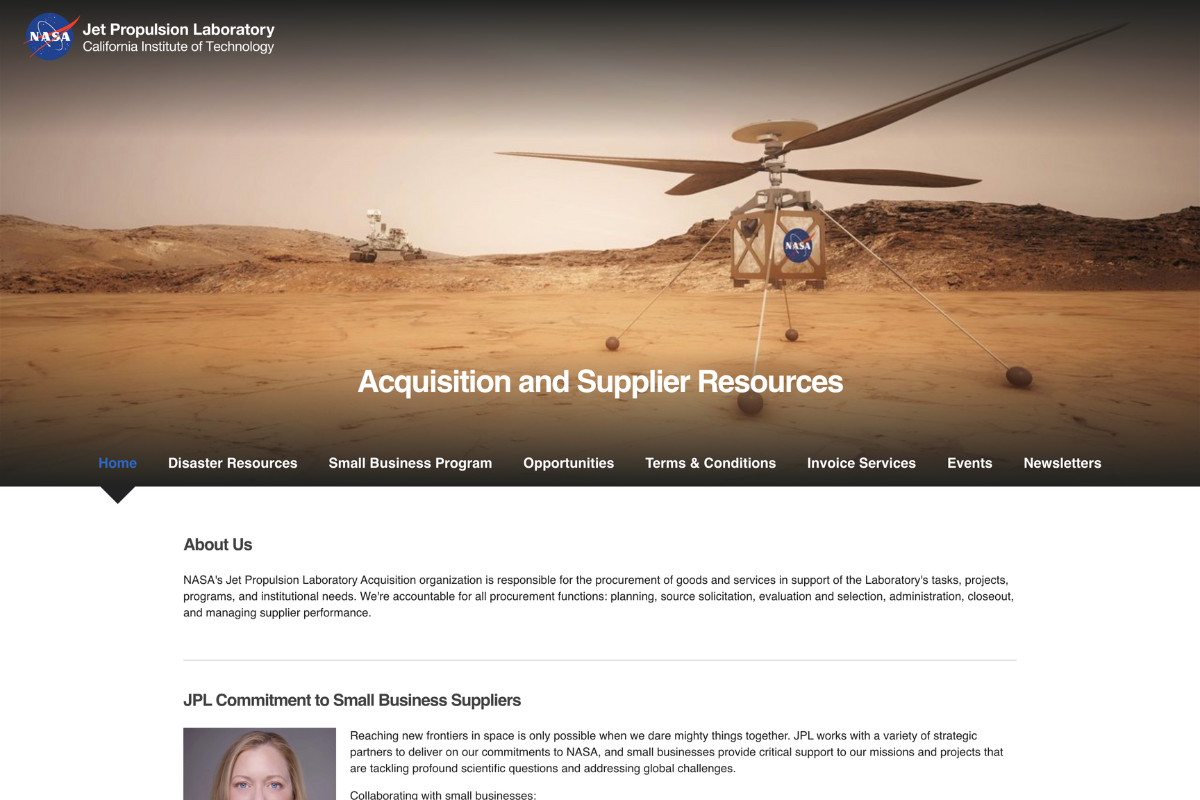 NASA
Jet Propulsion Laboratory
California Institute of Technology
NASA
Acquisition and Supplier Resources
Home Disaster Resources Small Business Program Opportunities Terms & Conditions Invoice Services Events Newsletters
About Us
NASA's Jet Propulsion Laboratory Acquisition organization is responsible for the procurement of goods and services in support of the Laboratory's tasks, projects,
programs, and institutional needs. We're accountable for all procurement functions: planning, source solicitation, evaluation and selection, administration, closeout,
and managing supplier performance.
JPL Commitment to Small Business Suppliers
Reaching new frontiers in space is only possible when we dare mighty things together. JPL works with a variety of strategic
partners to deliver on our commitments to NASA, and small businesses provide critical support to our missions and projects that
are tackling profound scientific questions and addressing global challenges.
Collaborating with small businesses: